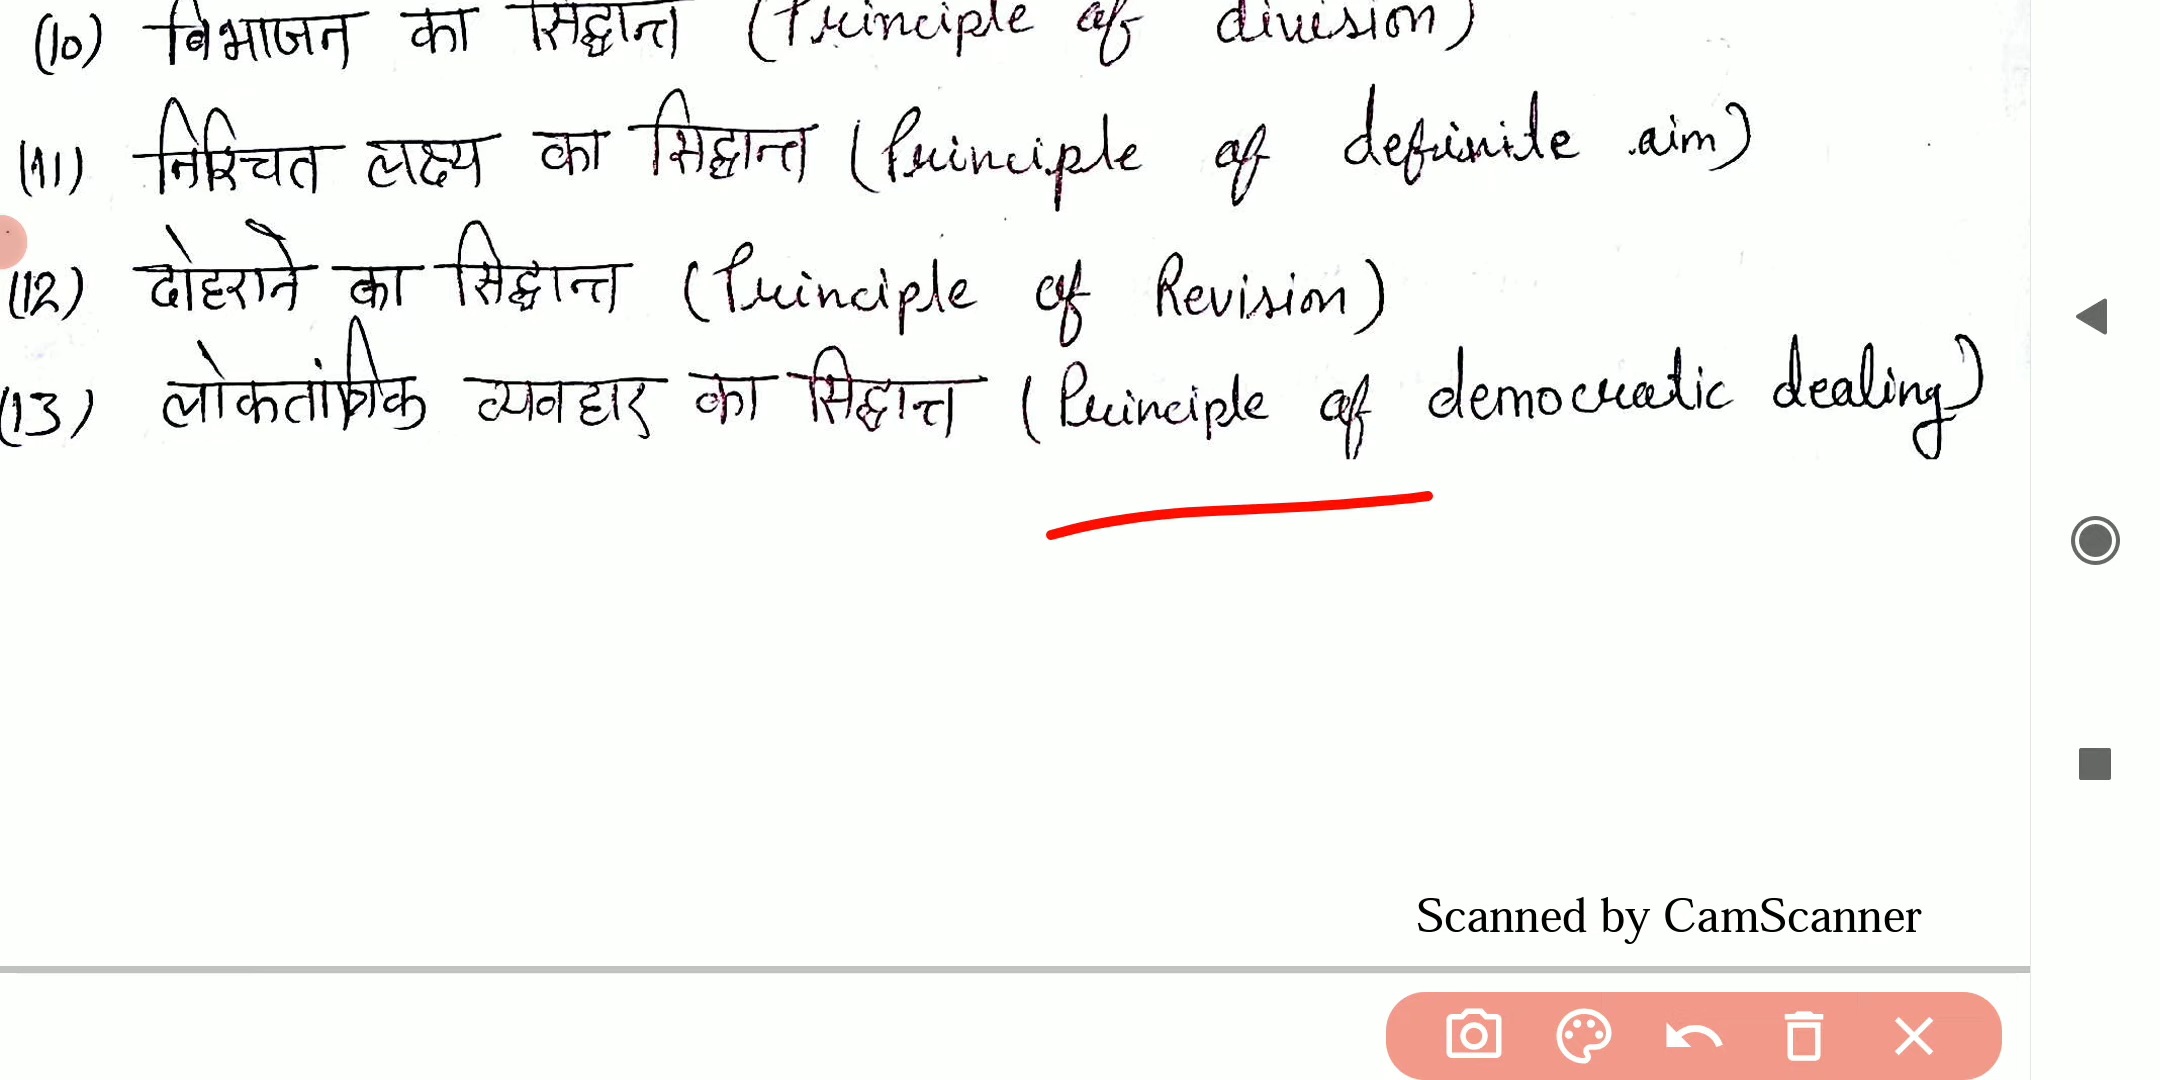 (10) विभाजन का सिद्धान्त (Principle of division)
(11) निश्चित लक्ष्य का सिद्धान्त (Principle of definite aim)
(12) दोहराने का सिद्धान्त (Principle of Revision)
(13) लोकतांत्रिक व्यवहार का सिद्धान्त (Principle of democratic dealing)
Scanned by CamScanner